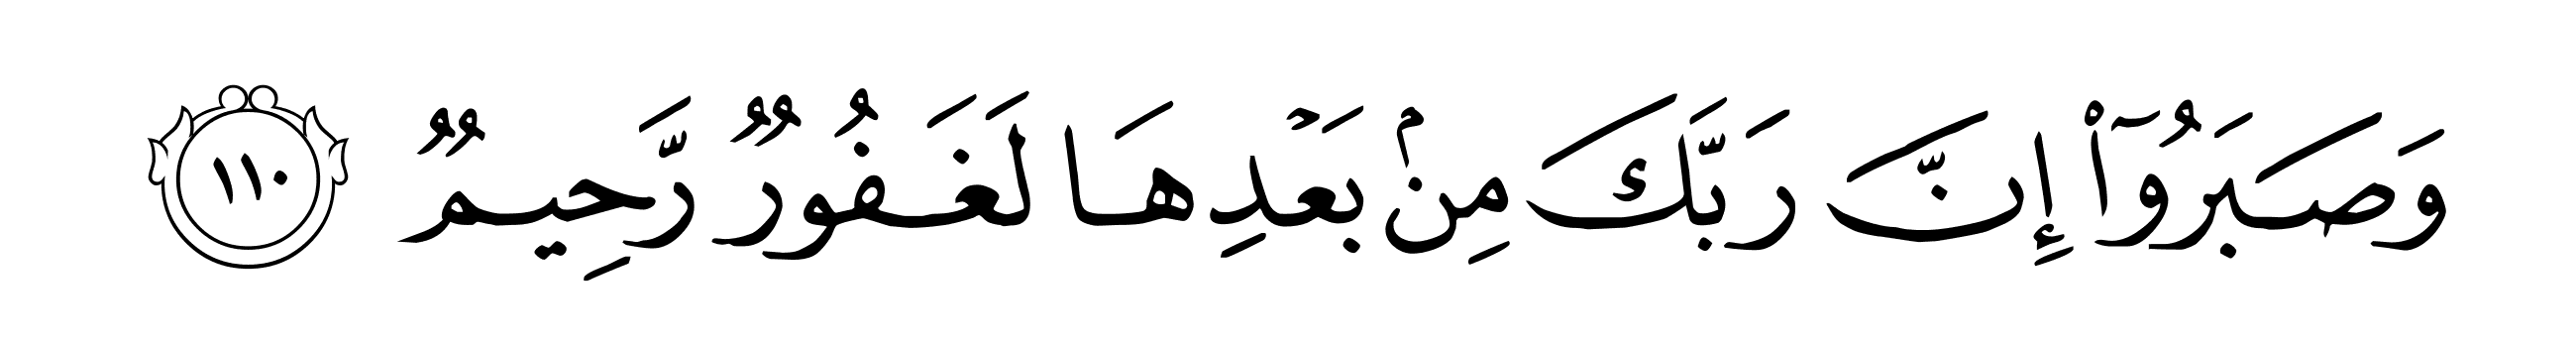 وَصَبَرُوٓا۟ إِنَّ رَبَّكَ مِنۢ بَعْدِهَا لَغَفُورٌ رَّحِيمٌ ١١٠